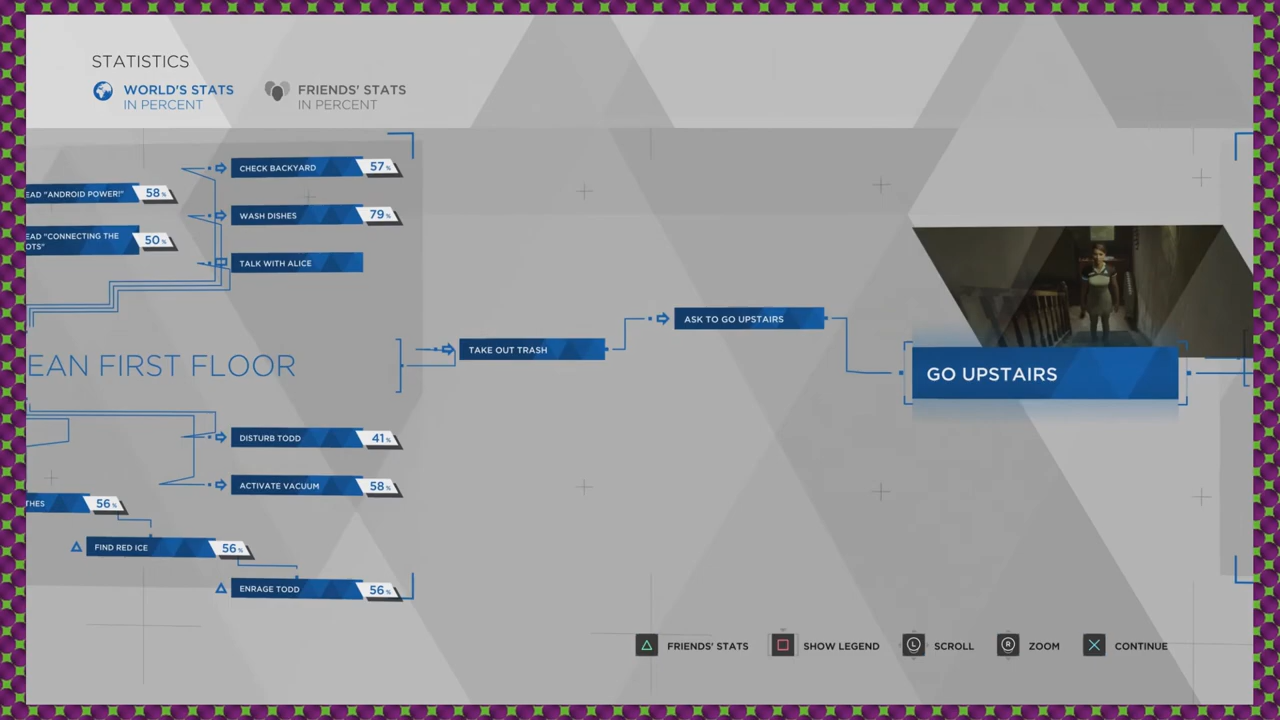 STATISTICS
WORLD'S STATS
IN PERCENT
FRIENDS' STATS
IN PERCENT
CHECK BACKYARD 57%
EAD "ANDROID POWER!" 58%
WASH DISHES 79%
EAD "CONNECTING THE
OTS" 50%
TALK WITH ALICE
ASK TO GO UPSTAIRS
TAKE OUT TRASH
EAN FIRST FLOOR
GO UPSTAIRS
DISTURB TODD 41%
ACTIVATE VACUUM 58%
THES 56%
FIND RED ICE 56%
ENRAGE TODD 56%
FRIENDS' STATS
SHOW LEGEND
L SCROLL
R ZOOM
CONTINUE